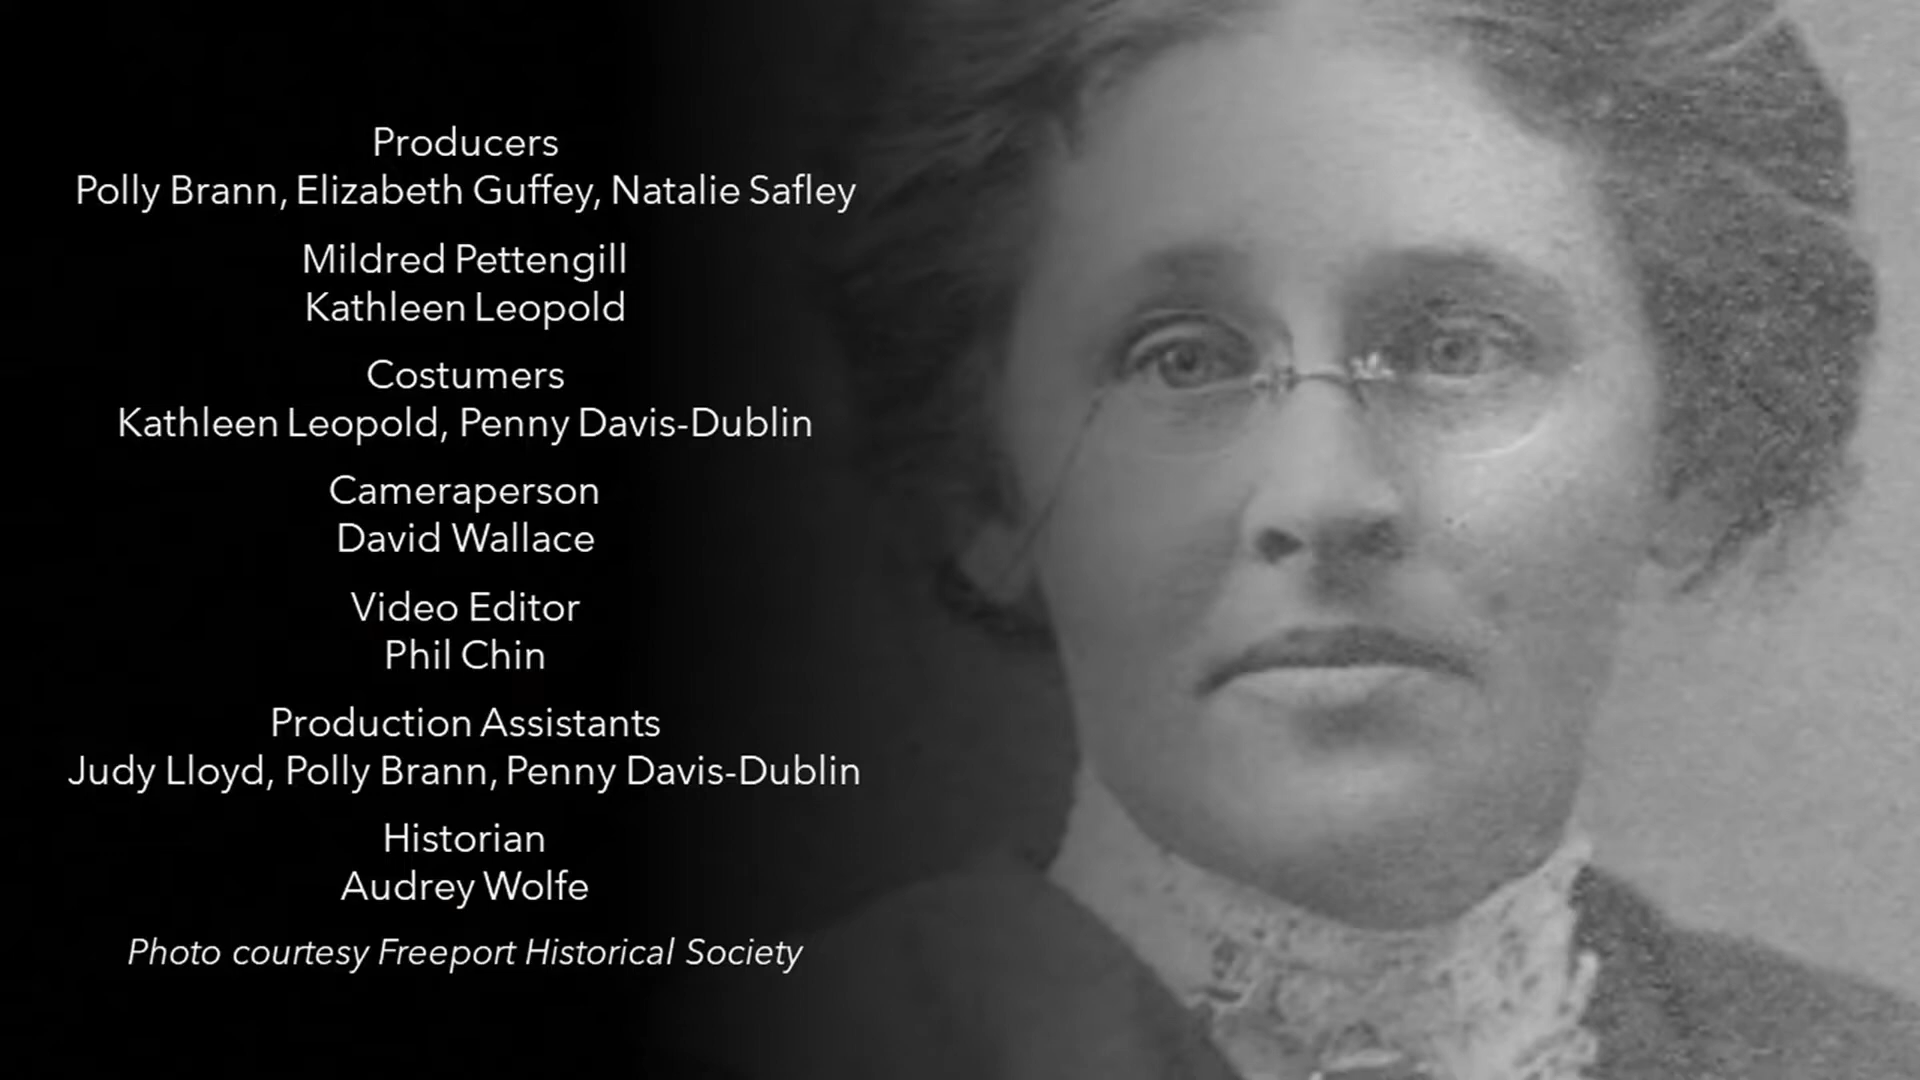 Producers
Polly Brann, Elizabeth Guffey, Natalie Safley
Mildred Pettengill
Kathleen Leopold
Costumers
Kathleen Leopold, Penny Davis-Dublin
Cameraperson
David Wallace
Video Editor
Phil Chin
Production Assistants
Judy Lloyd, Polly Brann, Penny Davis-Dublin
Historian
Audrey Wolfe
Photo courtesy Freeport Historical Society